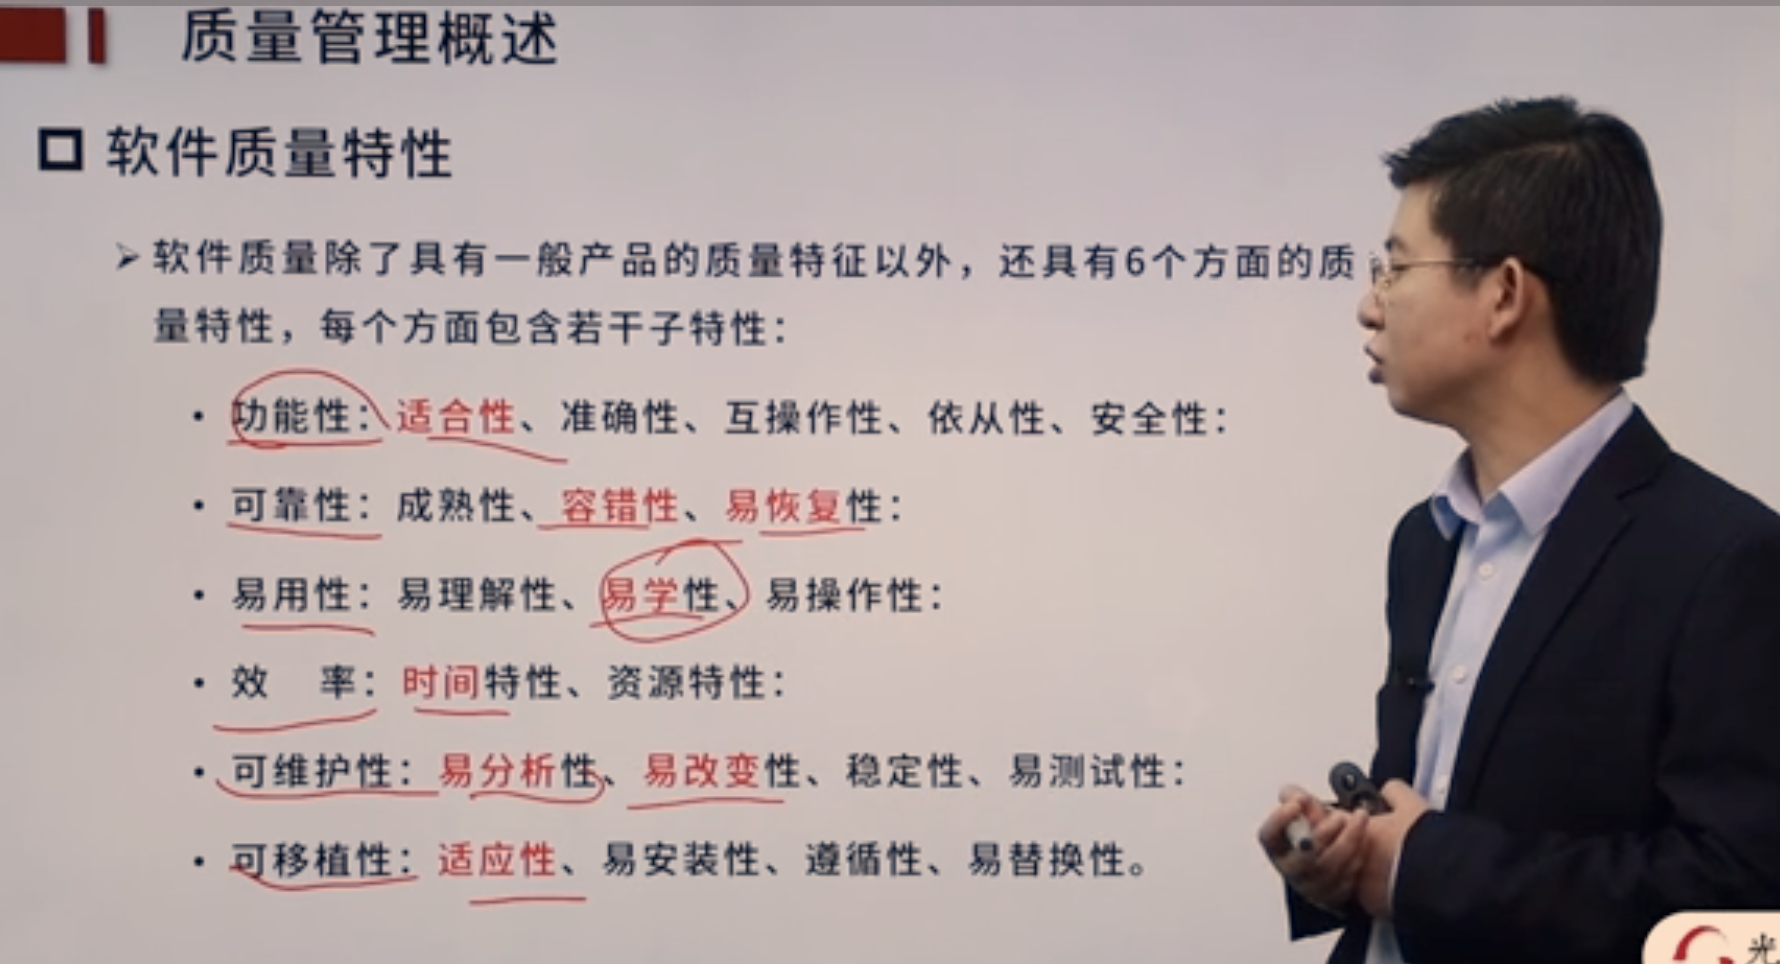 质量管理概述
软件质量特性
软件质量除了具有一般产品的质量特征以外，还具有6个方面的质
量特性，每个方面包含若干子特性：
• 功能性：适合性、准确性、互操作性、依从性、安全性：
• 可靠性：成熟性、容错性、易恢复性：
• 易用性：易理解性、易学性、易操作性：
• 效 率：时间特性、资源特性：
• 可维护性：易分析性、易改变性、稳定性、易测试性：
• 可移植性：适应性、易安装性、遵循性、易替换性。
光